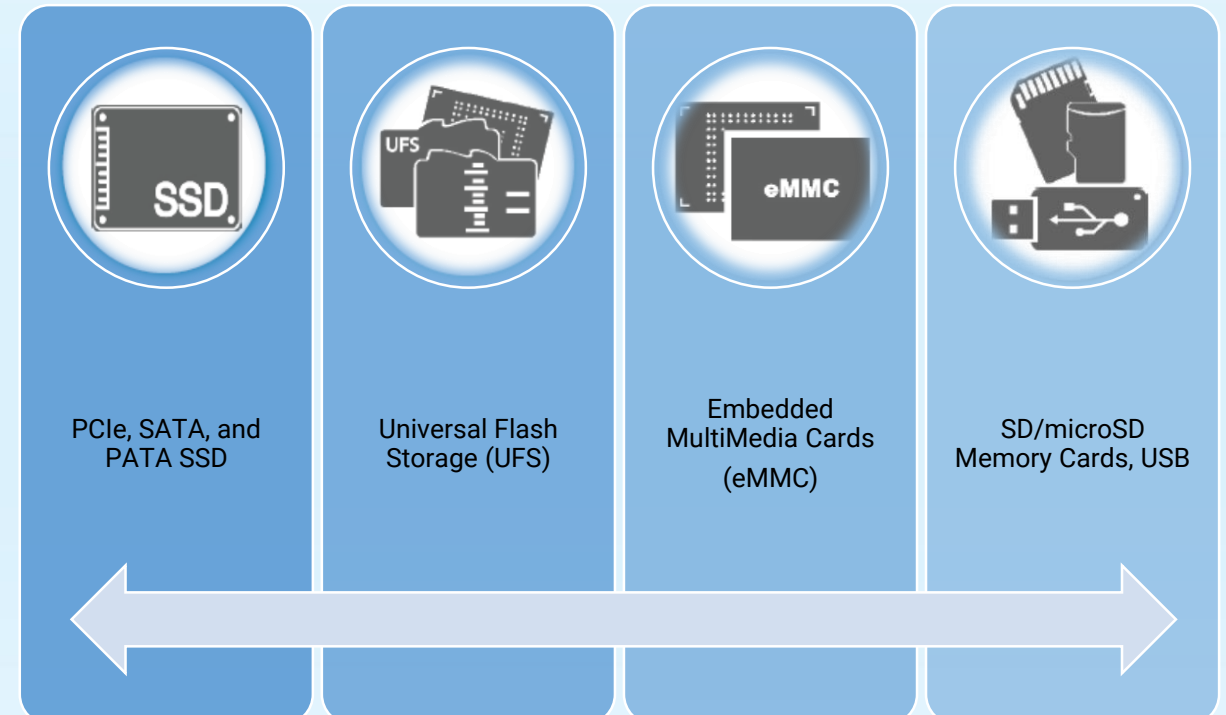 SSD
UFS
eMMC
PCIe, SATA, and
PATA SSD
Universal Flash
Storage (UFS)
Embedded
MultiMedia Cards
(eMMC)
SD/microSD
Memory Cards, USB